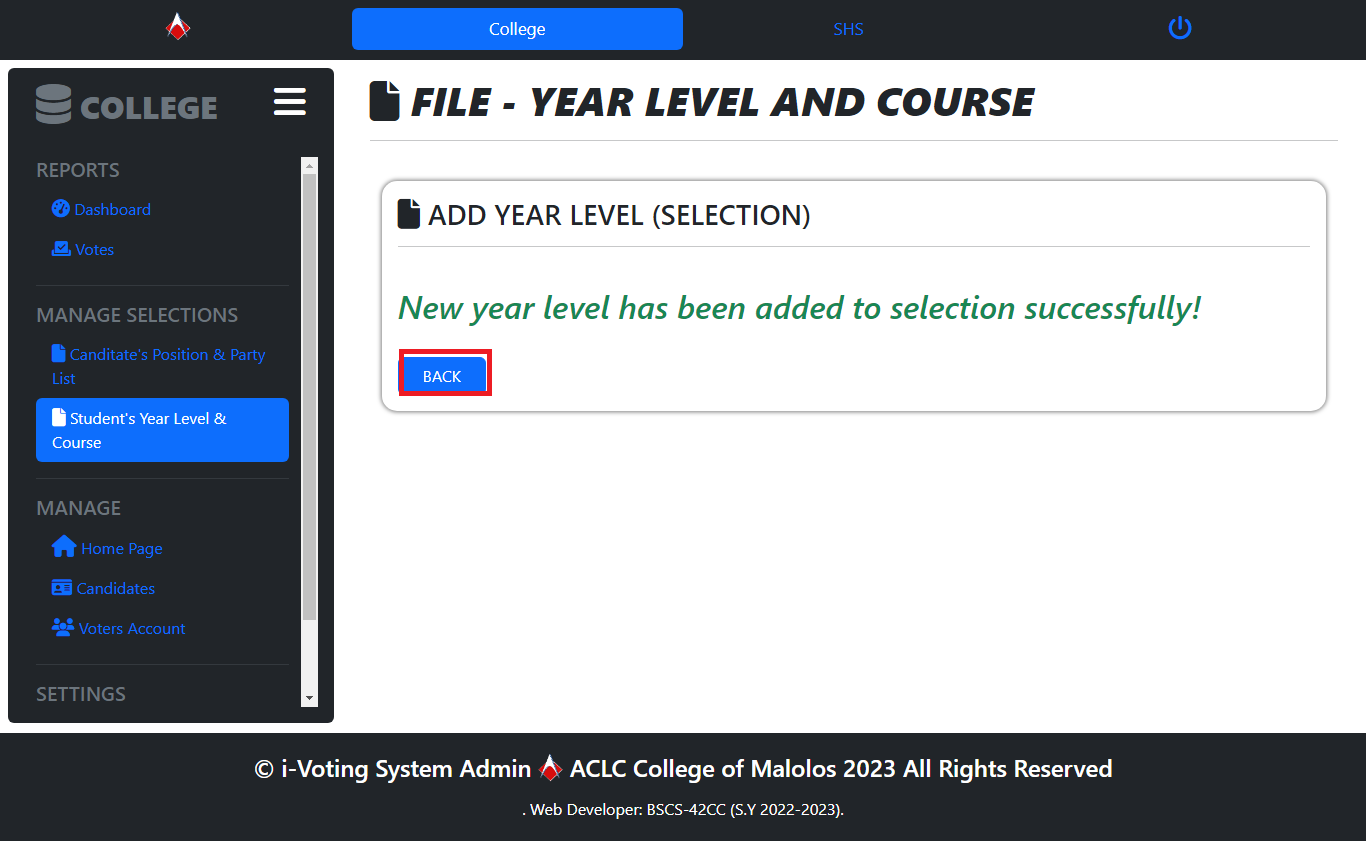 College
SHS
COLLEGE
REPORTS
Dashboard
Votes
MANAGE SELECTIONS
Canditate's Position & Party
List
Student's Year Level &
Course
MANAGE
Home Page
Candidates
Voters Account
SETTINGS
FILE - YEAR LEVEL AND COURSE
ADD YEAR LEVEL (SELECTION)
New year level has been added to selection successfully!
BACK
© i-Voting System Admin ACLC College of Malolos 2023 All Rights Reserved
. Web Developer: BSCS-42CC (S.Y 2022-2023).